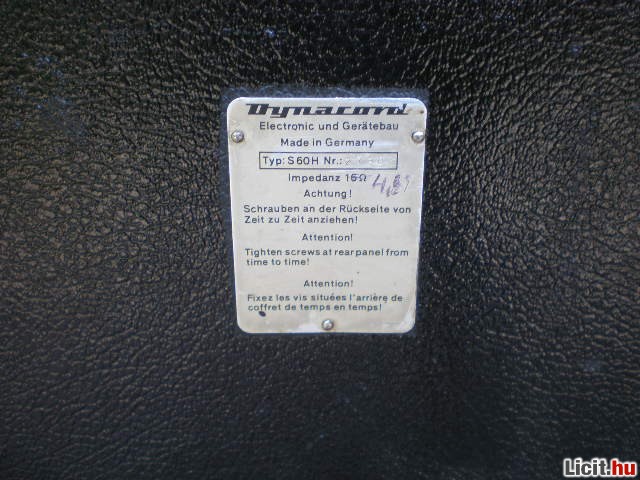 Dynacord
Electronic und Gerätebau
Made in Germany
Typ: S60H Nr.:
Impedanz 16Ω
Achtung!
Schrauben an der Rückseite von
Zeit zu Zeit anziehen!
Attention!
Tighten screws at rear panel from
time to time!
Attention!
Fixez les vis situées l'arrière de
coffret de temps en temps!
Licit.hu